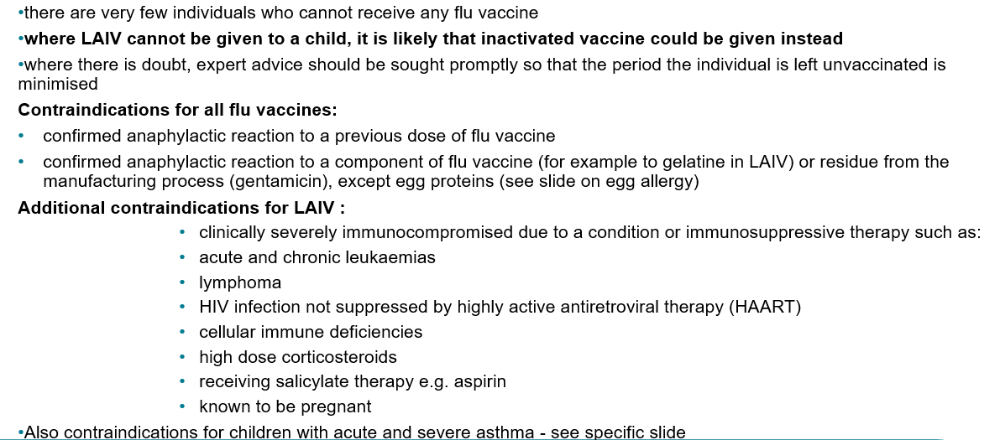 •there are very few individuals who cannot receive any flu vaccine
•where LAIV cannot be given to a child, it is likely that inactivated vaccine could be given instead
•where there is doubt, expert advice should be sought promptly so that the period the individual is left unvaccinated is
minimised
Contraindications for all flu vaccines:
• confirmed anaphylactic reaction to a previous dose of flu vaccine
• confirmed anaphylactic reaction to a component of flu vaccine (for example to gelatine in LAIV) or residue from the
manufacturing process (gentamicin), except egg proteins (see slide on egg allergy)
Additional contraindications for LAIV :
• clinically severely immunocompromised due to a condition or immunosuppressive therapy such as:
• acute and chronic leukaemias
• lymphoma
• HIV infection not suppressed by highly active antiretroviral therapy (HAART)
• cellular immune deficiencies
• high dose corticosteroids
• receiving salicylate therapy e.g. aspirin
• known to be pregnant
•Also contraindications for children with acute and severe asthma - see specific slide